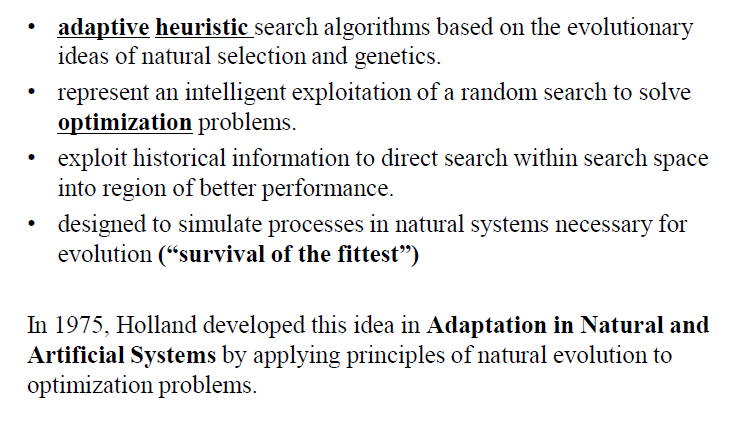 • adaptive heuristic search algorithms based on the evolutionary
ideas of natural selection and genetics.
• represent an intelligent exploitation of a random search to solve
optimization problems.
• exploit historical information to direct search within search space
into region of better performance.
• designed to simulate processes in natural systems necessary for
evolution (“survival of the fittest”)
In 1975, Holland developed this idea in Adaptation in Natural and
Artificial Systems by applying principles of natural evolution to
optimization problems.